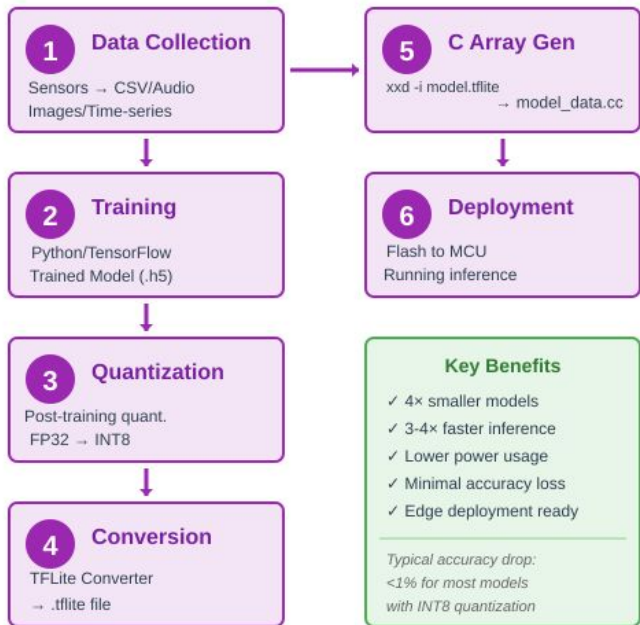 1 Data Collection
Sensors → CSV/Audio
Images/Time-series
2 Training
Python/TensorFlow
Trained Model (.h5)
3 Quantization
Post-training quant.
FP32 → INT8
4 Conversion
TFLite Converter
→ .tflite file
5 C Array Gen
xxd -i model.tflite
→ model_data.cc
6 Deployment
Flash to MCU
Running inference
Key Benefits
✓ 4× smaller models
✓ 3-4× faster inference
✓ Lower power usage
✓ Minimal accuracy loss
✓ Edge deployment ready
Typical accuracy drop:
<1% for most models
with INT8 quantization